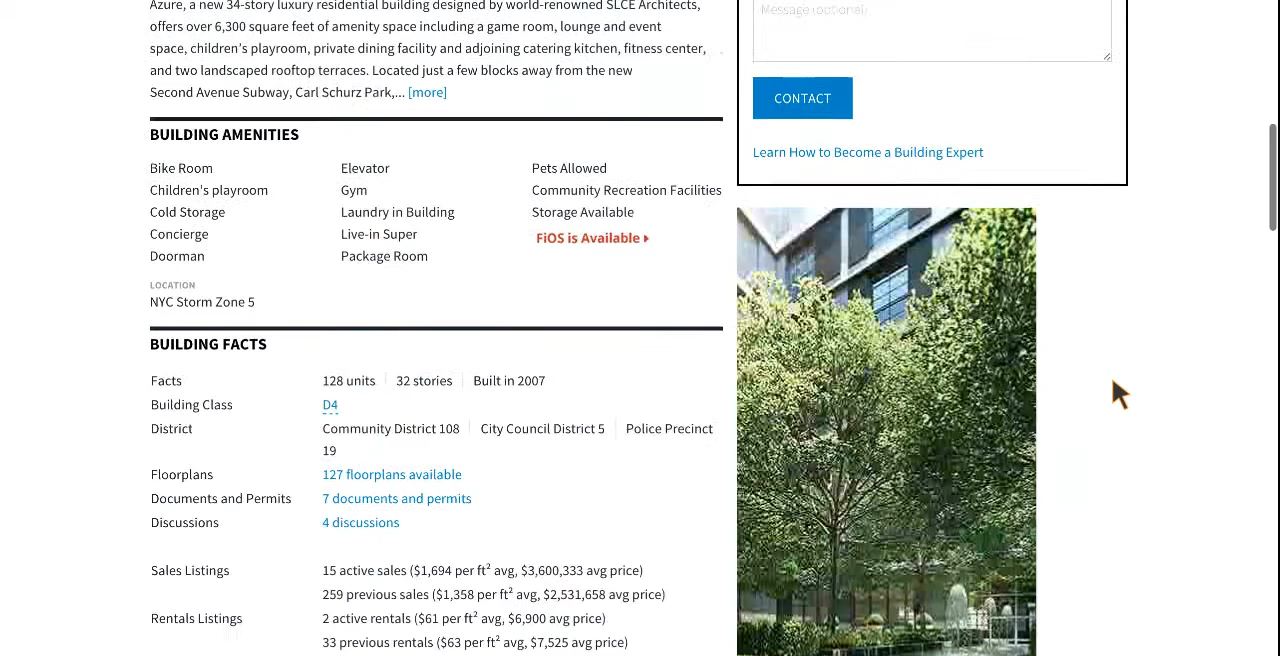 Azure, a new 34-story luxury residential building designed by world-renowned SLCE Architects,
offers over 6,300 square feet of amenity space including a game room, lounge and event
space, children's playroom, private dining facility and adjoining catering kitchen, fitness center,
and two landscaped rooftop terraces. Located just a few blocks away from the new
Second Avenue Subway, Carl Schurz Park,... [more]
BUILDING AMENITIES
Bike Room
Children's playroom
Cold Storage
Concierge
Doorman
Elevator
Gym
Laundry in Building
Live-in Super
Package Room
Pets Allowed
Community Recreation Facilities
Storage Available
FiOS is Available
LOCATION
NYC Storm Zone 5
BUILDING FACTS
Facts 128 units 32 stories Built in 2007
Building Class D4
District Community District 108 City Council District 5 Police Precinct
19
Floorplans 127 floorplans available
Documents and Permits 7 documents and permits
Discussions 4 discussions
Sales Listings 15 active sales ($1,694 per ft² avg, $3,600,333 avg price)
259 previous sales ($1,358 per ft² avg, $2,531,658 avg price)
Rentals Listings 2 active rentals ($61 per ft² avg, $6,900 avg price)
33 previous rentals ($63 per ft² avg, $7,525 avg price)
Message (optional)
CONTACT
Learn How to Become a Building Expert